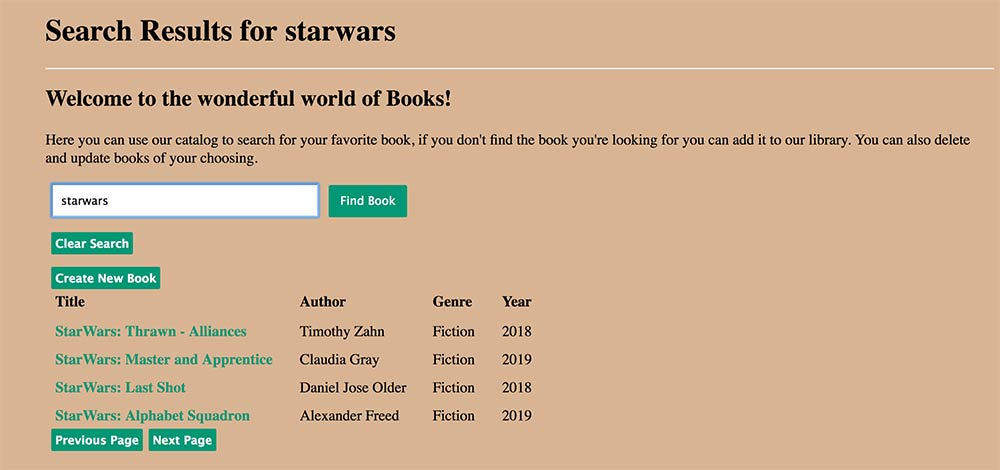 Search Results for starwars
Welcome to the wonderful world of Books!
Here you can use our catalog to search for your favorite book, if you don't find the book you're looking for you can add it to our library. You can also delete
and update books of your choosing.
starwars Find Book
Clear Search
Create New Book
Title Author Genre Year
StarWars: Thrawn - Alliances Timothy Zahn Fiction 2018
StarWars: Master and Apprentice Claudia Gray Fiction 2019
StarWars: Last Shot Daniel Jose Older Fiction 2018
StarWars: Alphabet Squadron Alexander Freed Fiction 2019
Previous Page Next Page